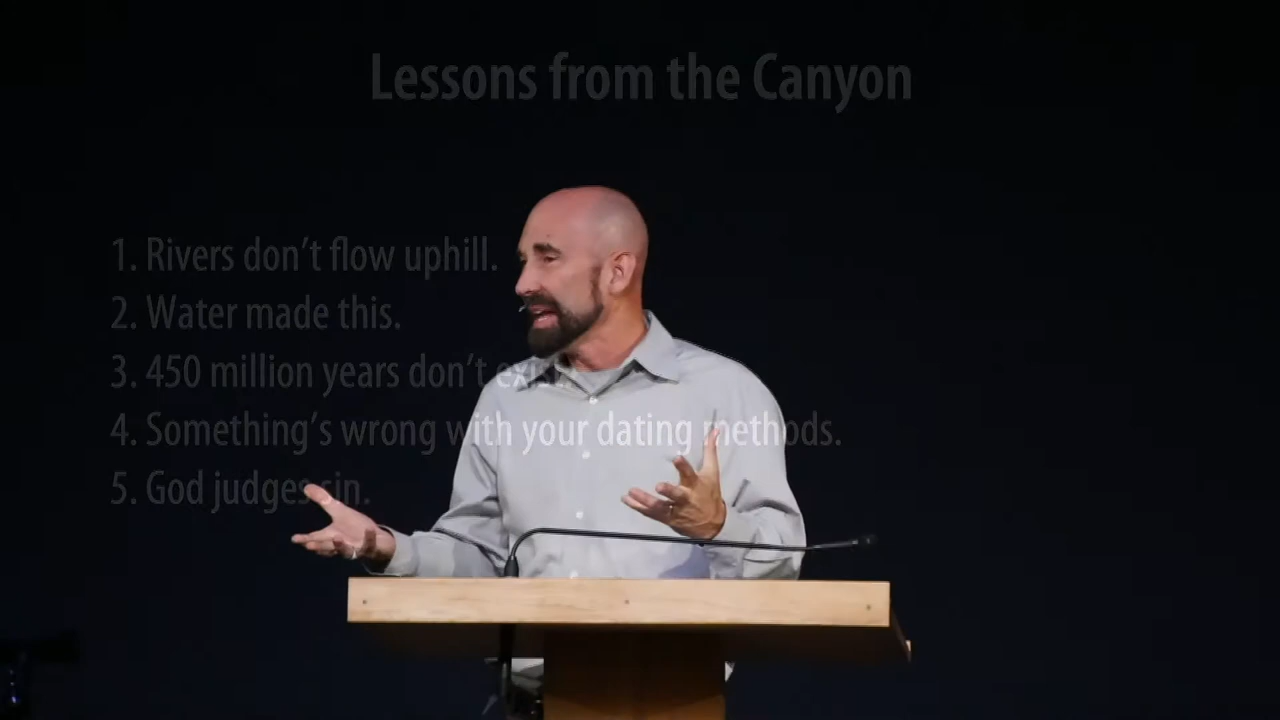 Lessons from the Canyon
1. Rivers don’t flow uphill.
2. Water made this.
3. 450 million years don’t exist.
4. Something’s wrong with your dating methods.
5. God judges sin.